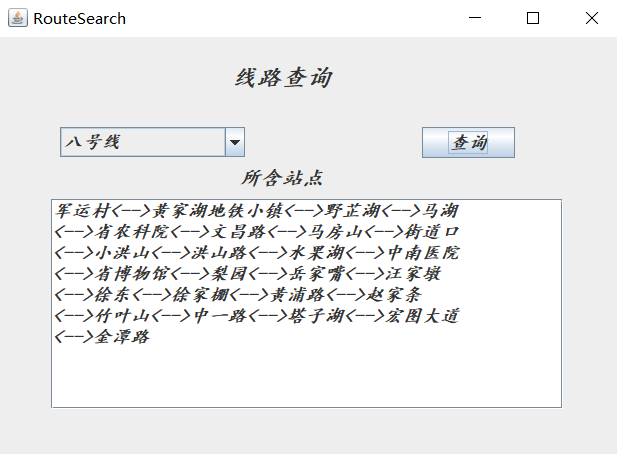 RouteSearch
线路查询
八号线
查询
所含站点
军运村<-->黄家湖地铁小镇<-->野芷湖<-->马湖
<-->省农科院<-->文昌路<-->马房山<-->街道口
<-->小洪山<-->洪山路<-->水果湖<-->中南医院
<-->省博物馆<-->梨园<-->岳家嘴<-->汪家墩
<-->徐东<-->徐家棚<-->黄浦路<-->赵家条
<-->竹叶山<-->中一路<-->塔子湖<-->宏图大道
<-->金潭路